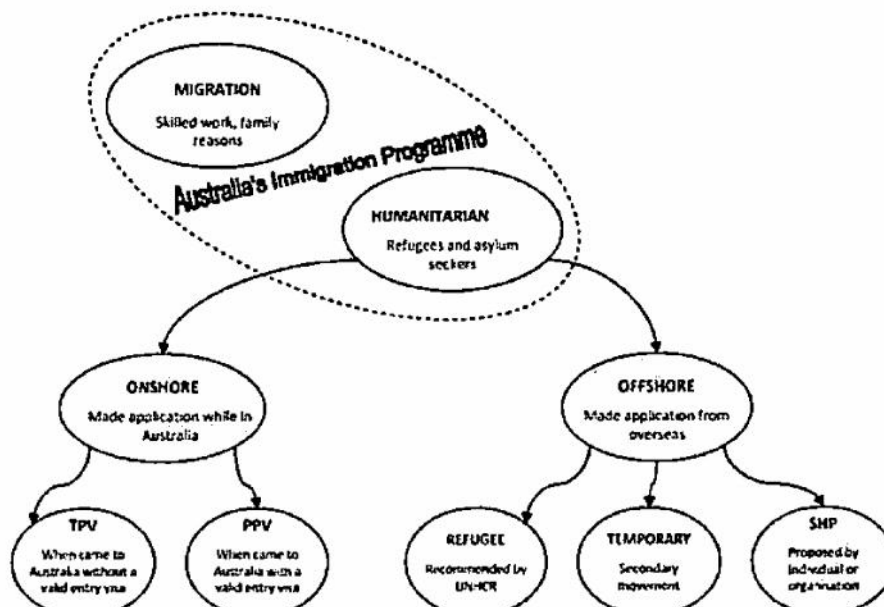 MIGRATION
Skilled work, family
reasons
Australia's Immigration Programme
HUMANITARIAN
Refugees and asylum
seekers
ONSHORE
Made application while in
Australia
OFFSHORE
Made application from
overseas
TPV
When came to
Australia without a
valid entry visa
PPV
When came to
Australia with a
valid entry visa
REFUGEE
Recommended by
UNHCR
TEMPORARY
Secondary
movement
SHP
Proposed by
individual or
organisation